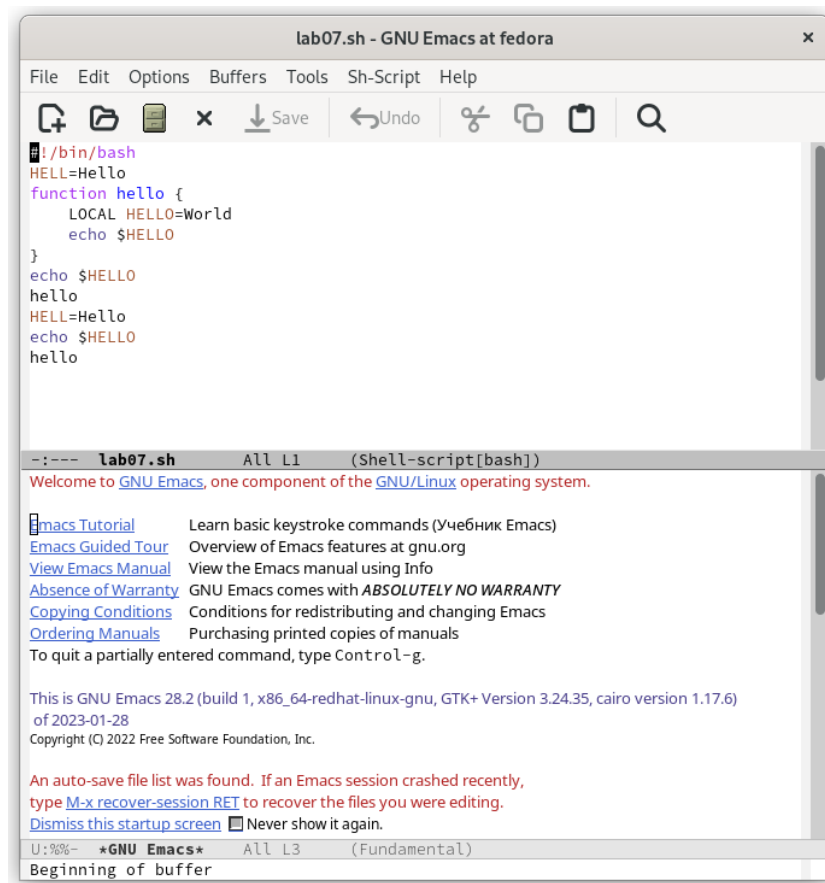 lab07.sh - GNU Emacs at fedora
File Edit Options Buffers Tools Sh-Script Help
Save Undo
#!/bin/bash
HELL=Hello
function hello {
    LOCAL HELLO=World
    echo $HELLO
}
echo $HELLO
hello
HELL=Hello
echo $HELLO
hello
-:--- lab07.sh All L1 (Shell-script[bash])
Welcome to GNU Emacs, one component of the GNU/Linux operating system.
Emacs Tutorial Learn basic keystroke commands (Учебник Emacs)
Emacs Guided Tour Overview of Emacs features at gnu.org
View Emacs Manual View the Emacs manual using Info
Absence of Warranty GNU Emacs comes with ABSOLUTELY NO WARRANTY
Copying Conditions Conditions for redistributing and changing Emacs
Ordering Manuals Purchasing printed copies of manuals
To quit a partially entered command, type Control-g.
This is GNU Emacs 28.2 (build 1, x86_64-redhat-linux-gnu, GTK+ Version 3.24.35, cairo version 1.17.6)
of 2023-01-28
Copyright (C) 2022 Free Software Foundation, Inc.
An auto-save file list was found. If an Emacs session crashed recently,
type M-x recover-session RET to recover the files you were editing.
Dismiss this startup screen Never show it again.
U:%%- *GNU Emacs* All L3 (Fundamental)
Beginning of buffer